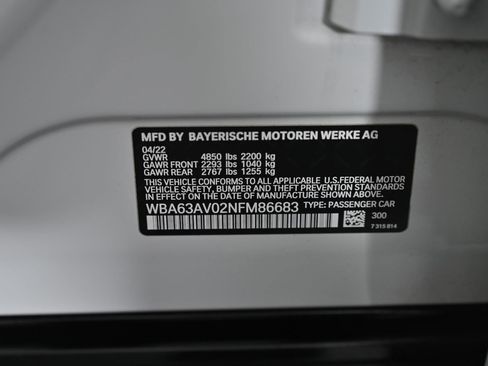 MFD BY BAYERISCHE MOTOREN WERKE AG
04/22
GVWR 4850 lbs 2200 kg
GAWR FRONT 2293 lbs 1040 kg
GAWR REAR 2767 lbs 1255 kg
THIS VEHICLE CONFORMS TO ALL APPLICABLE U.S.FEDERAL MOTOR
VEHICLE SAFETY, BUMPER, AND THEFT PREVENTION STANDARDS IN
EFFECT ON THE DATE OF MANUFACTURE SHOWN ABOVE.
WBA63AV02NFM86683 TYPE: PASSENGER CAR
300
7 315 814